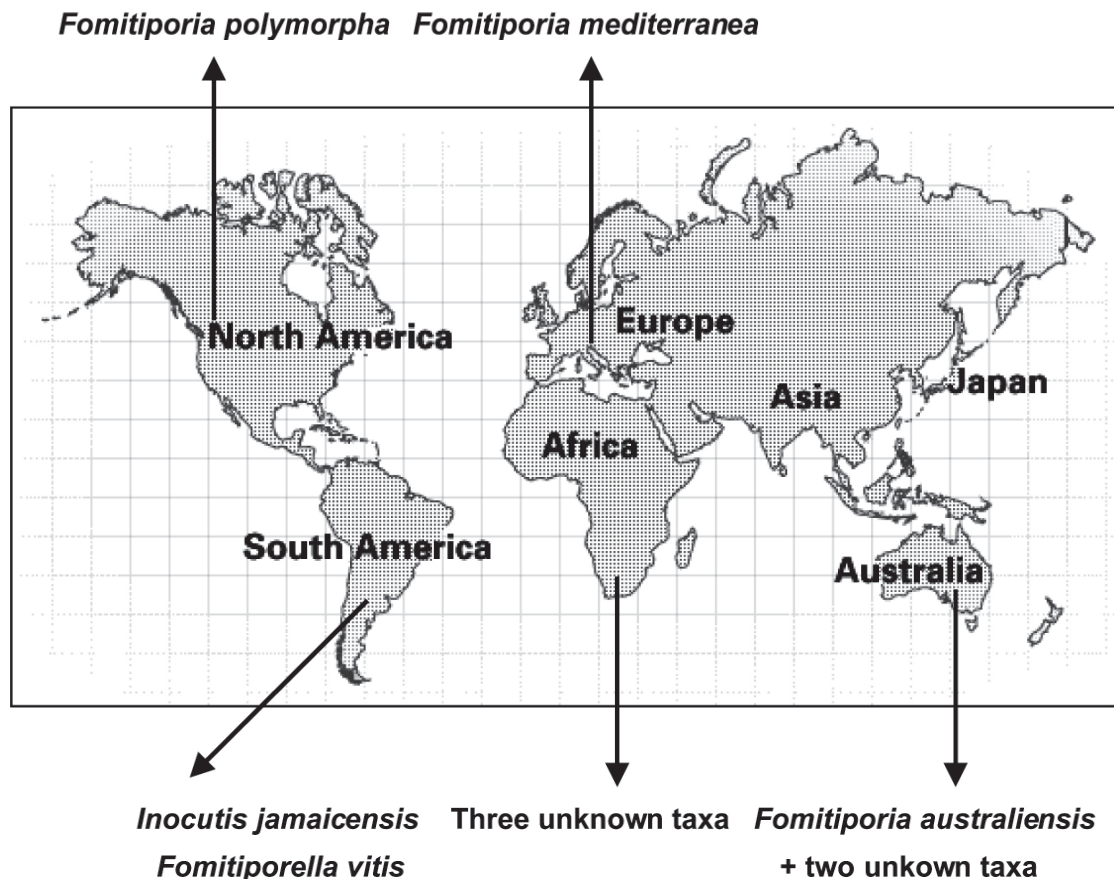 Fomitiporia polymorpha Fomitiporia mediterranea
North America
Europe
Japan
Asia
Africa
South America
Australia
Inocutis jamaicensis Three unknown taxa Fomitiporia australiensis
Fomitiporella vitis + two unkown taxa